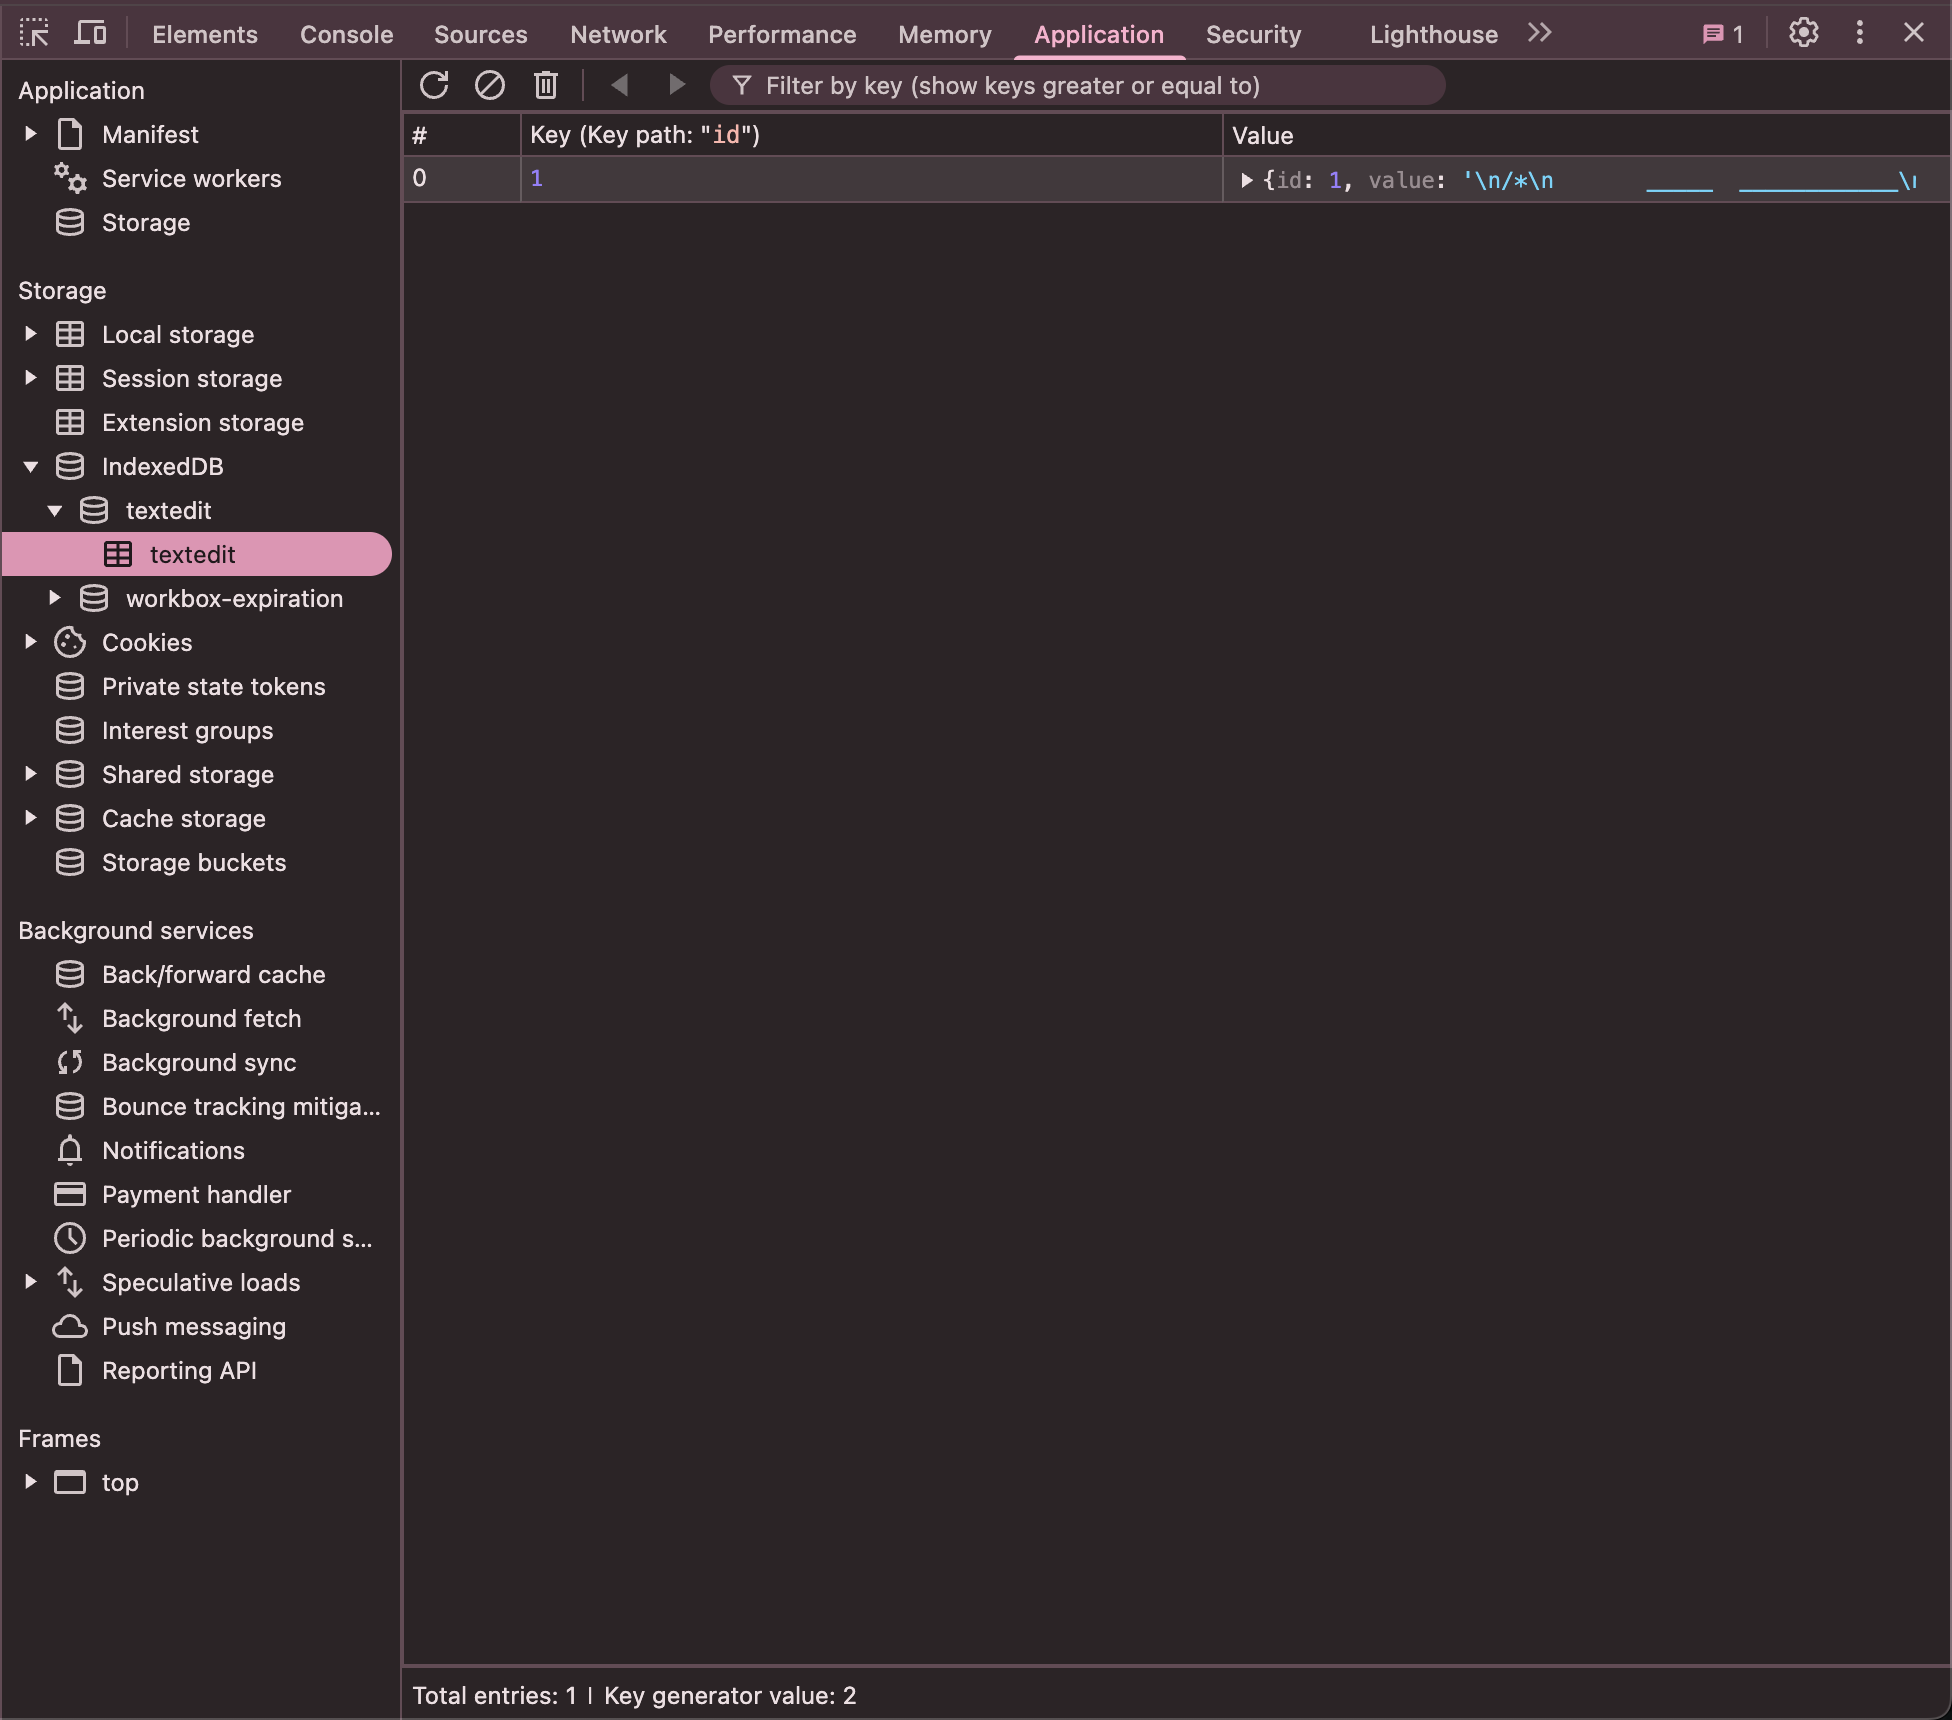 Elements Console Sources Network Performance Memory Application Security Lighthouse 1
Application
Manifest
Service workers
Storage
Storage
Local storage
Session storage
Extension storage
IndexedDB
textedit
textedit
workbox-expiration
Cookies
Private state tokens
Interest groups
Shared storage
Cache storage
Storage buckets
Background services
Back/forward cache
Background fetch
Background sync
Bounce tracking mitiga...
Notifications
Payment handler
Periodic background s...
Speculative loads
Push messaging
Reporting API
Frames
top
Filter by key (show keys greater or equal to)
# Key (Key path: "id") Value
0 1 {id: 1, value: '\n/*\n       _____  ____________\
Total entries: 1 | Key generator value: 2